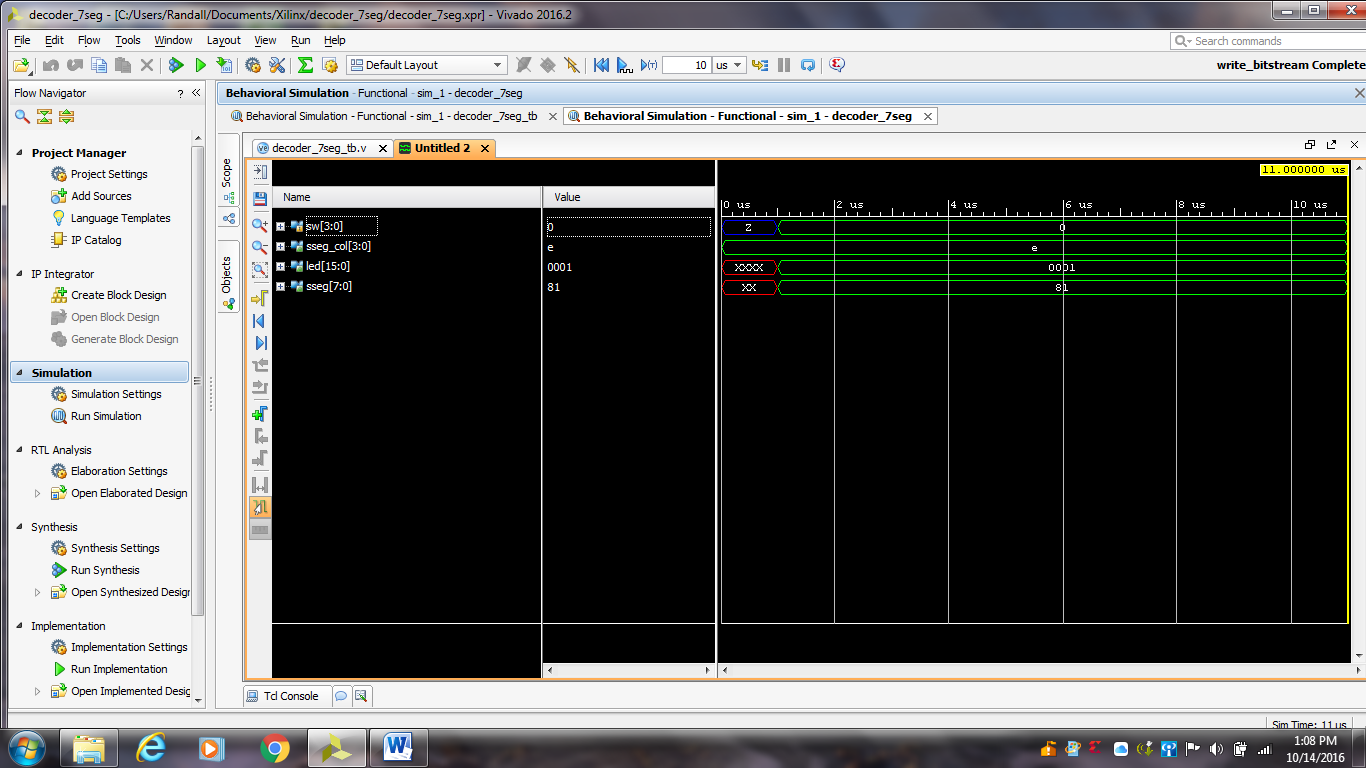 decoder_7seg - [C:/Users/Randall/Documents/Xilinx/decoder_7seg/decoder_7seg.xpr] - Vivado 2016.2
File Edit Flow Tools Window Layout View Run Help
Search commands
Default Layout
10 us
write_bitstream Complete
Flow Navigator ? «
Behavioral Simulation - Functional - sim_1 - decoder_7seg
Behavioral Simulation - Functional - sim_1 - decoder_7seg_tb
Behavioral Simulation - Functional - sim_1 - decoder_7seg
Project Manager
Project Settings
Add Sources
Language Templates
IP Catalog
IP Integrator
Create Block Design
Open Block Design
Generate Block Design
Simulation
Simulation Settings
Run Simulation
RTL Analysis
Elaboration Settings
Open Elaborated Design
Synthesis
Synthesis Settings
Run Synthesis
Open Synthesized Desigr
Implementation
Implementation Settings
Run Implementation
Open Implemented Desig
Scope
Objects
decoder_7seg_tb.v
Untitled 2
Name Value
sw[3:0] 0
sseg_col[3:0] e
led[15:0] 0001
sseg[7:0] 81
11.000000 us
0 us 2 us 4 us 6 us 8 us 10 us
Z 0
e
XXXX 0001
XX 81
Tcl Console
Sim Time: 11 us
1:08 PM
10/14/2016